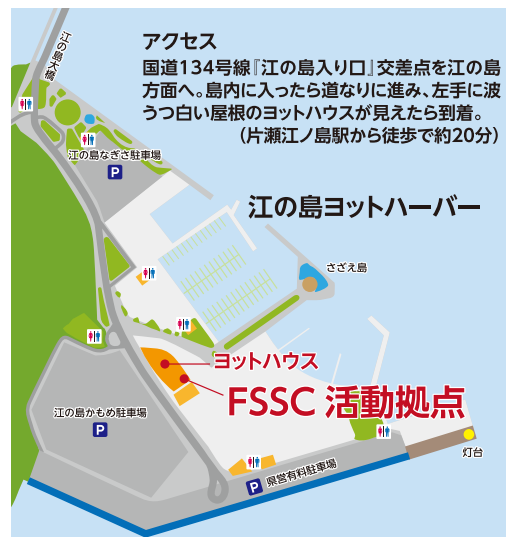 江の島大橋
アクセス
国道134号線『江の島入り口』交差点を江の島
方面へ。島内に入ったら道なりに進み、左手に波
うつ白い屋根のヨットハウスが見えたら到着。
(片瀬江ノ島駅から徒歩で約20分)
江の島なぎさ駐車場
P
江の島ヨットハーバー
さざえ島
ヨットハウス
FSSC 活動拠点
江の島かもめ駐車場
P
灯台
P 県営有料駐車場